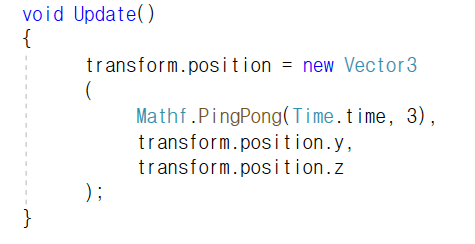 void Update()
{
transform.position = new Vector3
(
Mathf.PingPong(Time.time, 3),
transform.position.y,
transform.position.z
);
}